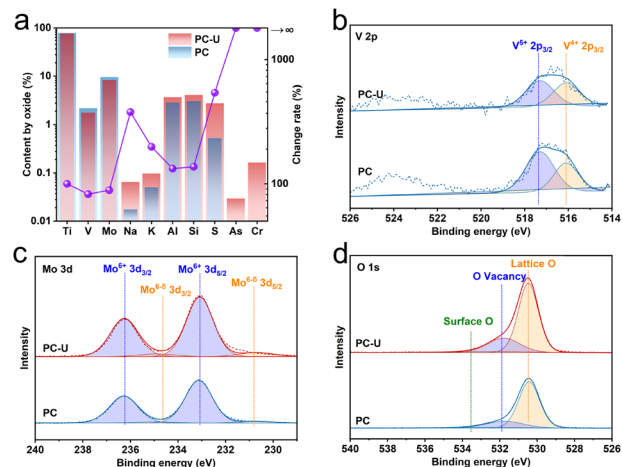 a
PC-U
PC
Content by oxide (%)
100
10
1
0.1
0.01
→∞
1000
100
Change rate (%)
Ti V Mo Na K Al Si S As Cr
b
V 2p
V⁵⁺ 2p₃/₂
V⁴⁺ 2p₃/₂
PC-U
PC
Intensity
526 524 522 520 518 516 514
Binding energy (eV)
c
Mo 3d
Mo⁶⁺ 3d₃/₂
Mo⁶⁺ 3d₅/₂
Mo⁶⁻ᵟ 3d₃/₂
Mo⁶⁻ᵟ 3d₅/₂
PC-U
PC
Intensity
240 238 236 234 232 230
Binding energy (eV)
d
O 1s
Lattice O
O Vacancy
Surface O
PC-U
PC
Intensity
540 538 536 534 532 530 528 526
Binding energy (eV)